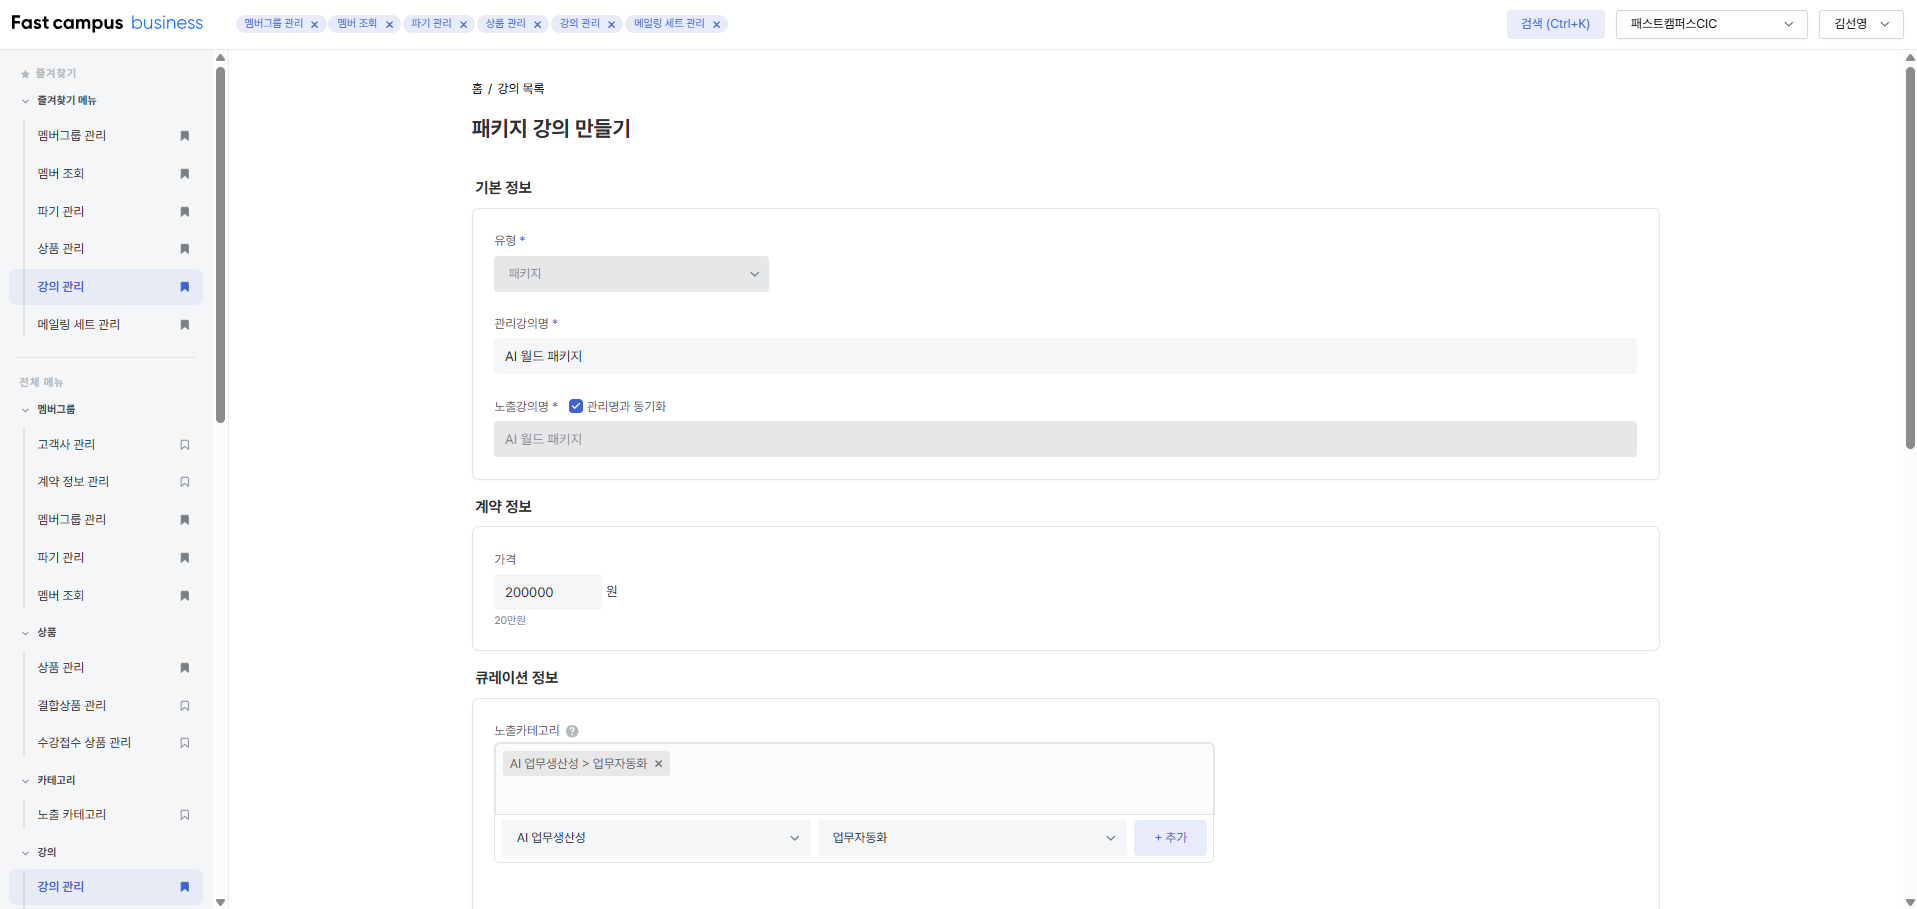 Fast campus business
멤버그룹 관리 ×
멤버 조회 ×
파기 관리 ×
상품 관리 ×
강의 관리 ×
메일링 세트 관리 ×
검색 (Ctrl+K)
패스트캠퍼스CIC
김선영
즐겨찾기
즐겨찾기 메뉴
멤버그룹 관리
멤버 조회
파기 관리
상품 관리
강의 관리
메일링 세트 관리
전체 메뉴
멤버그룹
고객사 관리
계약 정보 관리
멤버그룹 관리
파기 관리
멤버 조회
상품
상품 관리
결합상품 관리
수강접수 상품 관리
카테고리
노출 카테고리
강의
강의 관리
홈 / 강의 목록
패키지 강의 만들기
기본 정보
유형 *
패키지
관리강의명 *
AI 월드 패키지
노출강의명 * 관리명과 동기화
AI 월드 패키지
계약 정보
가격
200000 원
20만원
큐레이션 정보
노출카테고리 ?
AI 업무생산성 > 업무자동화 ×
AI 업무생산성
업무자동화
+ 추가